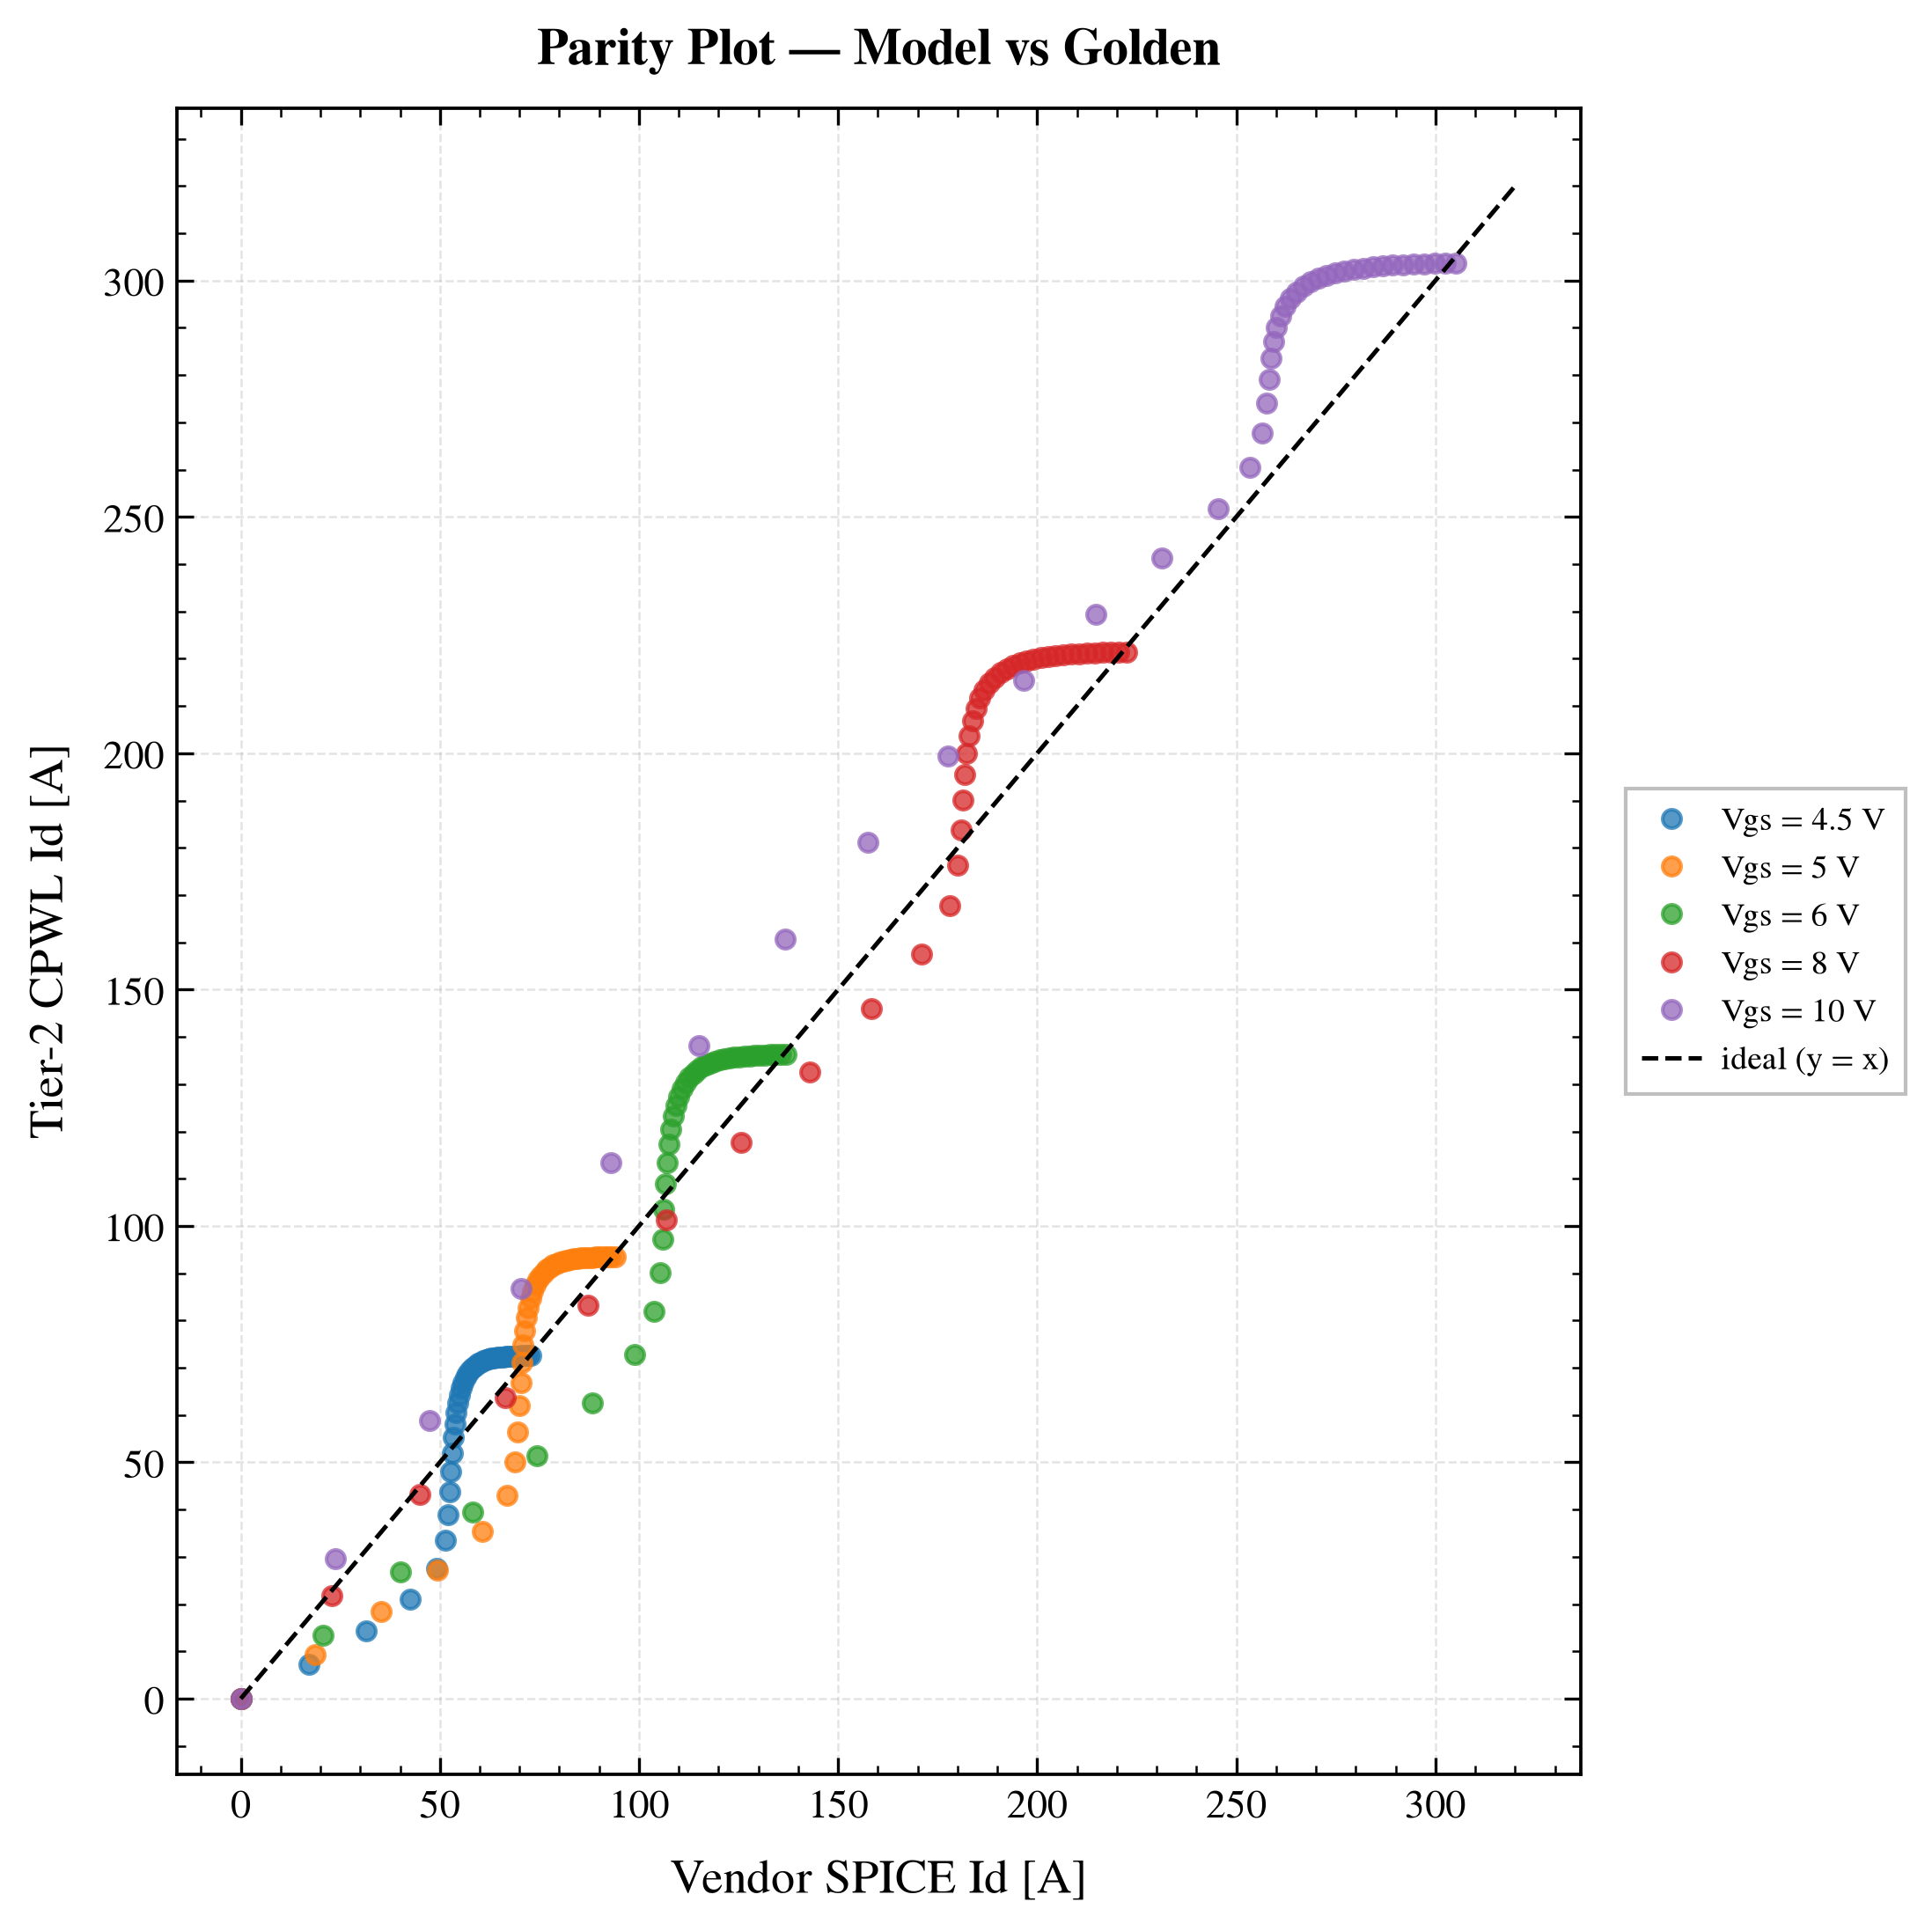 Parity Plot — Model vs Golden
Tier-2 CPWL Id [A]
300
250
200
150
100
50
0
0 50 100 150 200 250 300
Vendor SPICE Id [A]
Vgs = 4.5 V
Vgs = 5 V
Vgs = 6 V
Vgs = 8 V
Vgs = 10 V
ideal (y = x)